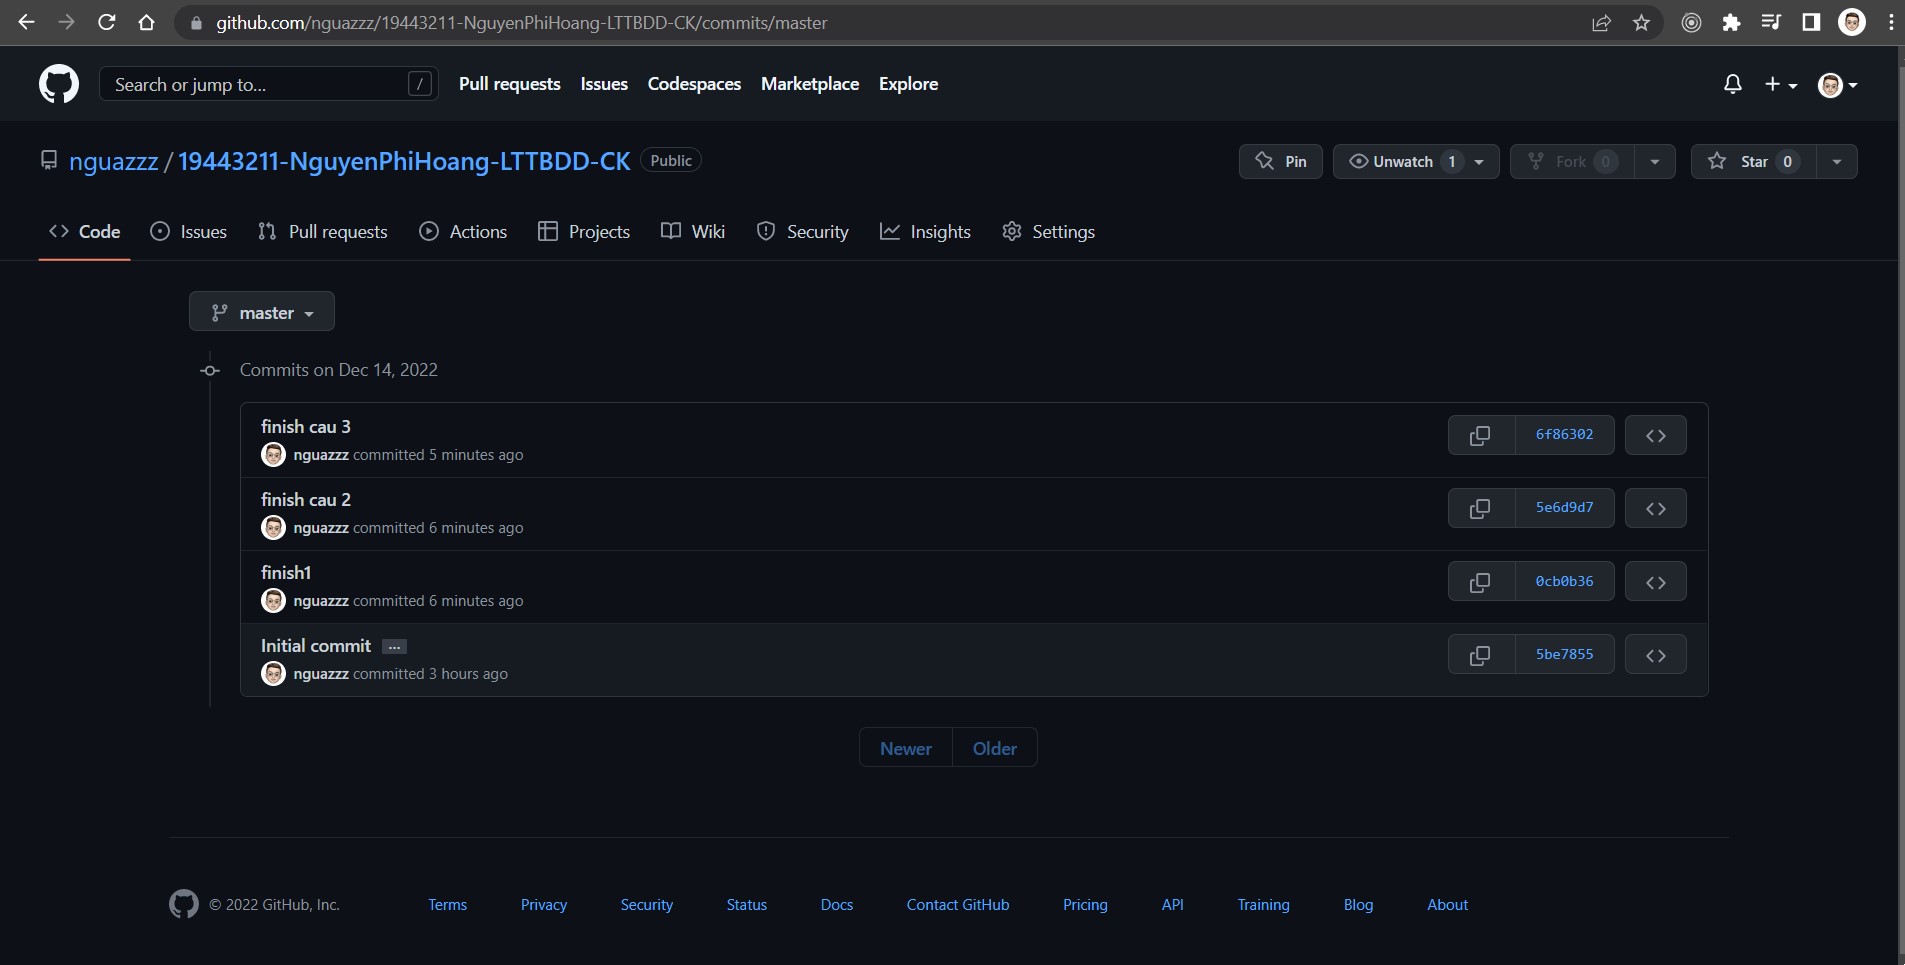 github.com/nguazzz/19443211-NguyenPhiHoang-LTTBDD-CK/commits/master
Search or jump to... / Pull requests Issues Codespaces Marketplace Explore
nguazzz / 19443211-NguyenPhiHoang-LTTBDD-CK Public Pin Unwatch 1 Fork 0 Star 0
Code Issues Pull requests Actions Projects Wiki Security Insights Settings
master
Commits on Dec 14, 2022
finish cau 3
nguazzz committed 5 minutes ago 6f86302
finish cau 2
nguazzz committed 6 minutes ago 5e6d9d7
finish1
nguazzz committed 6 minutes ago 0cb0b36
Initial commit ...
nguazzz committed 3 hours ago 5be7855
Newer Older
© 2022 GitHub, Inc. Terms Privacy Security Status Docs Contact GitHub Pricing API Training Blog About